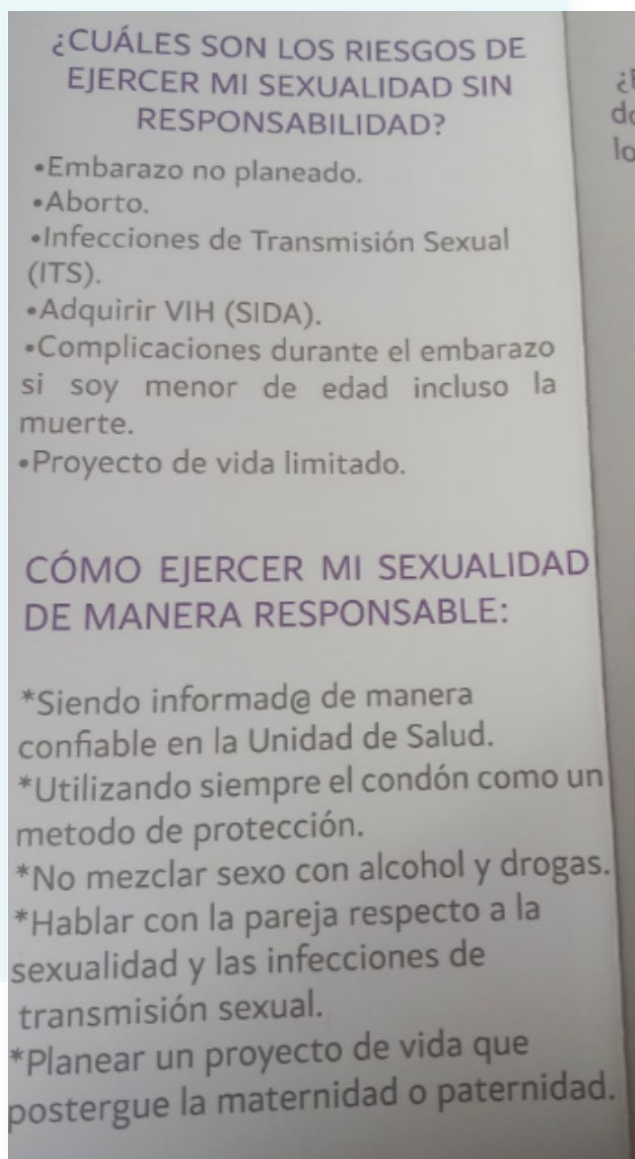 ¿CUÁLES SON LOS RIESGOS DE
EJERCER MI SEXUALIDAD SIN
RESPONSABILIDAD?
•Embarazo no planeado.
•Aborto.
•Infecciones de Transmisión Sexual
(ITS).
•Adquirir VIH (SIDA).
•Complicaciones durante el embarazo
si soy menor de edad incluso la
muerte.
•Proyecto de vida limitado.
CÓMO EJERCER MI SEXUALIDAD
DE MANERA RESPONSABLE:
*Siendo informad@ de manera
confiable en la Unidad de Salud.
*Utilizando siempre el condón como un
metodo de protección.
*No mezclar sexo con alcohol y drogas.
*Hablar con la pareja respecto a la
sexualidad y las infecciones de
transmisión sexual.
*Planear un proyecto de vida que
postergue la maternidad o paternidad.